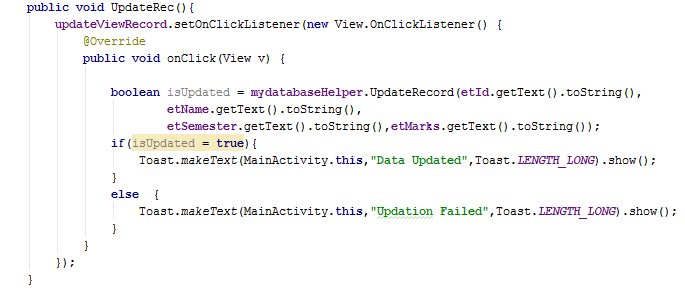 public void UpdateRec(){
updateViewRecord.setOnClickListener(new View.OnClickListener() {
@Override
public void onClick(View v) {
boolean isUpdated = mydatabaseHelper.UpdateRecord(etId.getText().toString(),
etName.getText().toString(),
etSemester.getText().toString(),etMarks.getText().toString());
if(isUpdated = true){
Toast.makeText(MainActivity.this,"Data Updated",Toast.LENGTH_LONG).show();
}
else  {
Toast.makeText(MainActivity.this,"Updation Failed",Toast.LENGTH_LONG).show();
}
}
});
}